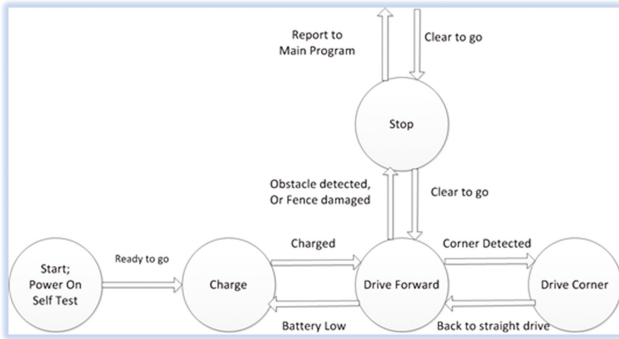 Report to
Main Program
Clear to go
Stop
Obstacle detected,
Or Fence damaged
Clear to go
Start;
Power On
Self Test
Ready to go
Charge
Charged
Battery Low
Drive Forward
Corner Detected
Back to straight drive
Drive Corner